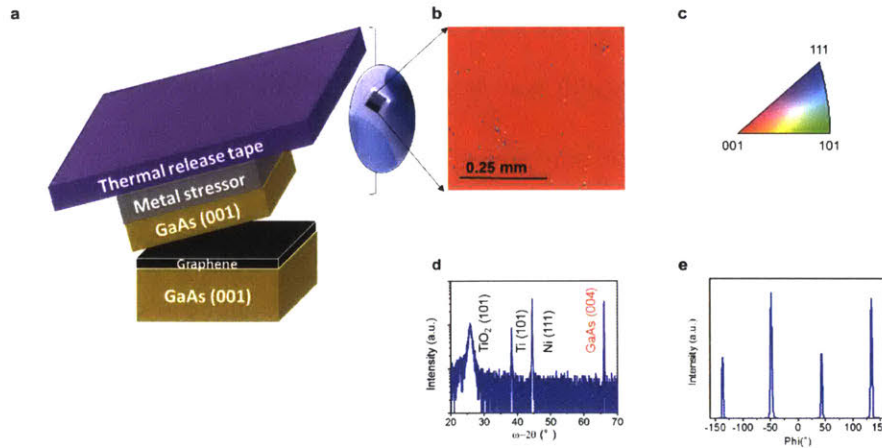 a
b
c
Thermal release tape
Metal stressor
GaAs (001)
Graphene
GaAs (001)
0.25 mm
111
001
101
d
Intensity (a.u.)
TiO₂ (101)
Ti (101)
Ni (111)
GaAs (004)
20 30 40 50 60 70
ω-2θ (°)
e
Intensity (a.u.)
-150 -100 -50 0 50 100 150
Phi(°)